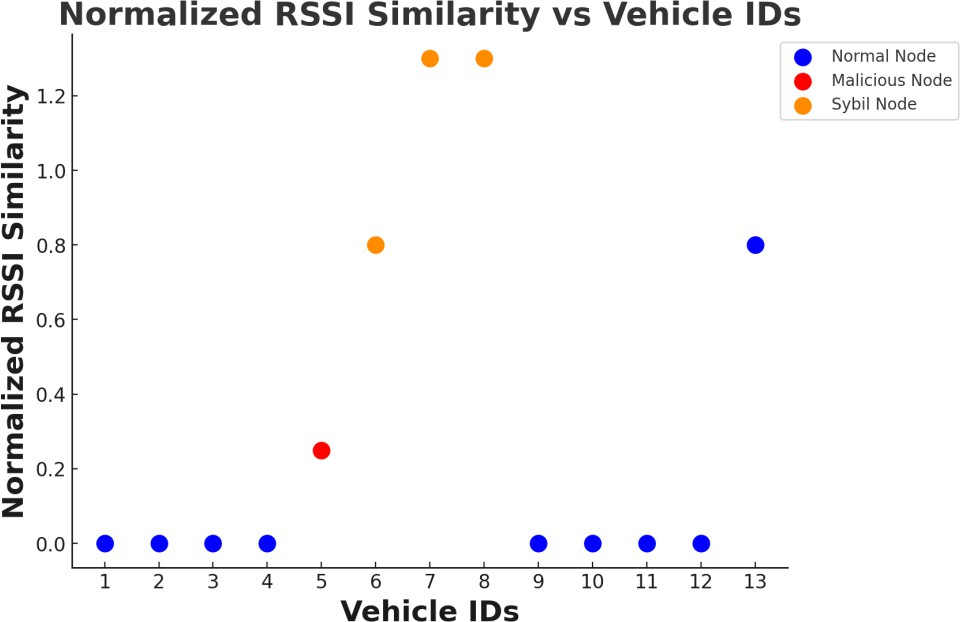 Normalized RSSI Similarity vs Vehicle IDs
Normal Node
Malicious Node
Sybil Node
Normalized RSSI Similarity
1.2
1.0
0.8
0.6
0.4
0.2
0.0
1 2 3 4 5 6 7 8 9 10 11 12 13
Vehicle IDs